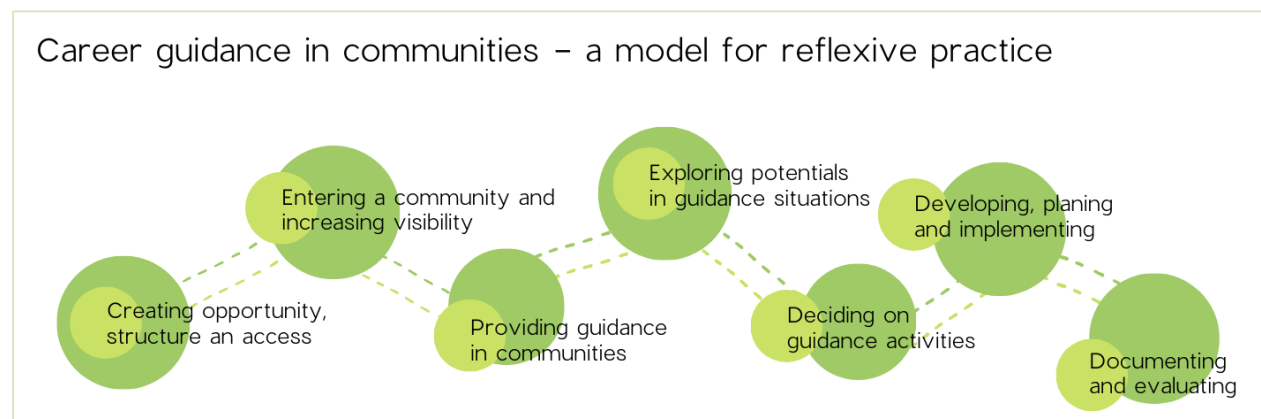 Career guidance in communities – a model for reflexive practice
Creating opportunity,
structure an access
Entering a community and
increasing visibility
Providing guidance
in communities
Exploring potentials
in guidance situations
Deciding on
guidance activities
Developing, planing
and implementing
Documenting
and evaluating